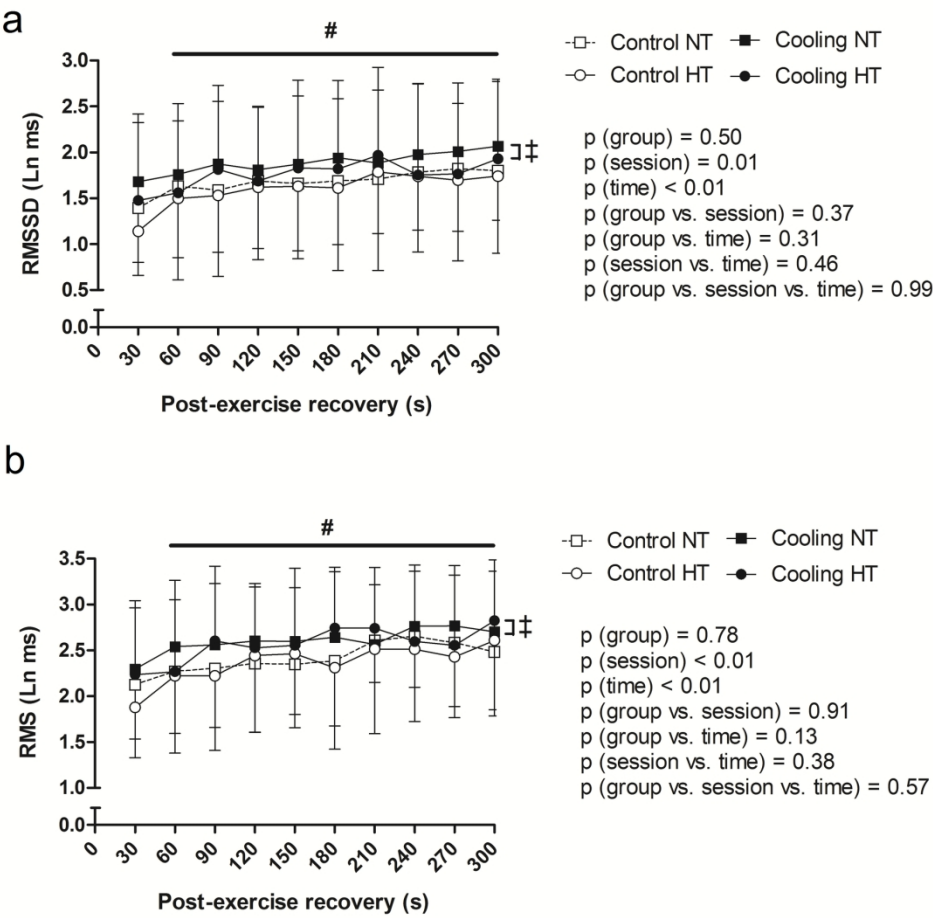 a
#
Control NT
Cooling NT
Control HT
Cooling HT
RMSSD (Ln ms)
3.0
2.5
2.0
1.5
1.0
0.5
0.0
‡
p (group) = 0.50
p (session) = 0.01
p (time) < 0.01
p (group vs. session) = 0.37
p (group vs. time) = 0.31
p (session vs. time) = 0.46
p (group vs. session vs. time) = 0.99
0 30 60 90 120 150 180 210 240 270 300
Post-exercise recovery (s)
b
#
Control NT
Cooling NT
Control HT
Cooling HT
RMS (Ln ms)
3.5
3.0
2.5
2.0
1.5
1.0
0.0
‡
p (group) = 0.78
p (session) < 0.01
p (time) < 0.01
p (group vs. session) = 0.91
p (group vs. time) = 0.13
p (session vs. time) = 0.38
p (group vs. session vs. time) = 0.57
0 30 60 90 120 150 180 210 240 270 300
Post-exercise recovery (s)